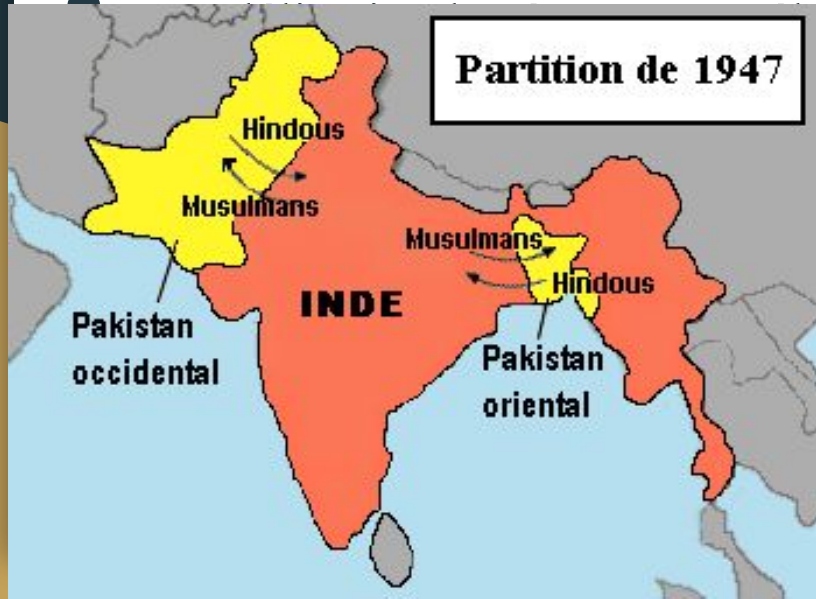 Partition de 1947
Hindous
Musulmans
Musulmans
Hindous
INDE
Pakistan
occidental
Pakistan
oriental